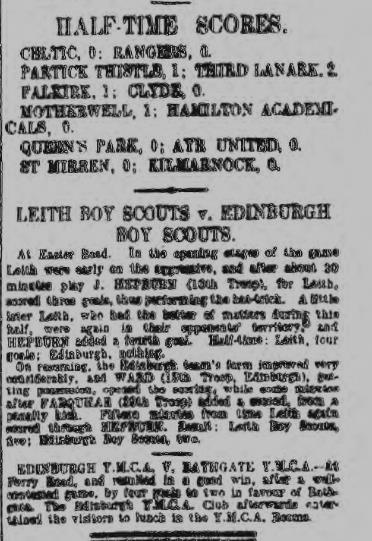 HALF-TIME SCORES.
CELTIC, 0; RANGERS, 0.
PARTICK THISTLE, 1; THIRD LANARK, 2.
FALKIRK, 1; CLYDE, 0.
MOTHERWELL, 1; HAMILTON ACADEMI-
CALS, 0.
QUEEN'S PARK, 0; AYR UNITED, 0.
ST MIRREN, 0; KILMARNOCK, 0.
LEITH BOY SCOUTS v. EDINBURGH
BOY SCOUTS.
At Easter Road. In the opening stages of the game
Leith were early on the aggressive, and after about 20
minutes play J. HEPBURN (13th Troop), for Leith,
scored three goals, thus performing the hat-trick. A little
later Leith, who had the better of matters during this
half, were again in their opponents' territory, and
HEPBURN added a fourth goal. Half-time: Leith, four
goals; Edinburgh, nothing.
On resuming, the Edinburgh team's form improved very
considerably, and WARD (15th Troop, Edinburgh), get-
ting possession, opened the scoring, while some minutes
after FARQUHAR (29th Troop) added a second, from a
penalty kick. Fifteen minutes from time Leith again
scored through HEPBURN. Result: Leith Boy Scouts,
five; Edinburgh Boy Scouts, two.
EDINBURGH Y.M.C.A. V. BATHGATE Y.M.C.A.—At
Ferry Road, and resulted in a good win, after a well-
contested game, by four goals to two in favour of Bath-
gate. The Edinburgh Y.M.C.A. Club afterwards enter-
tained the visitors to lunch in the Y.M.C.A. Rooms.